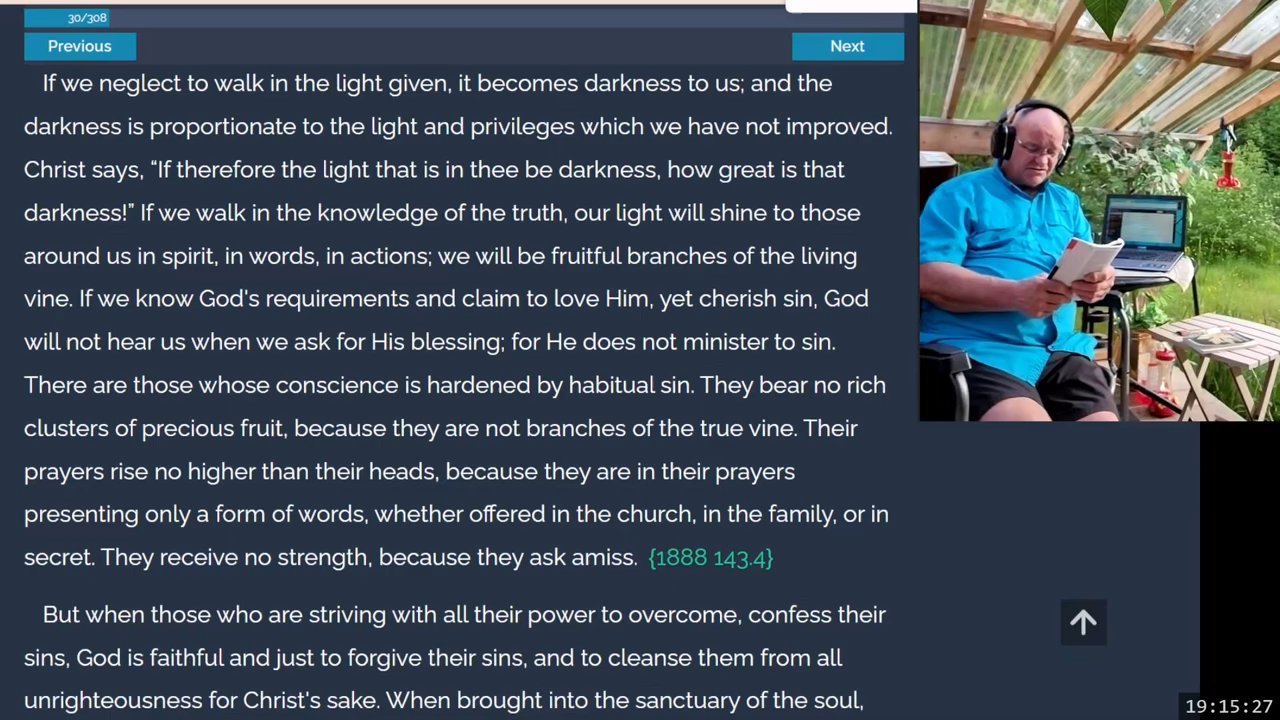 30/308
Previous
Next
If we neglect to walk in the light given, it becomes darkness to us; and the
darkness is proportionate to the light and privileges which we have not improved.
Christ says, “If therefore the light that is in thee be darkness, how great is that
darkness!” If we walk in the knowledge of the truth, our light will shine to those
around us in spirit, in words, in actions; we will be fruitful branches of the living
vine. If we know God's requirements and claim to love Him, yet cherish sin, God
will not hear us when we ask for His blessing; for He does not minister to sin.
There are those whose conscience is hardened by habitual sin. They bear no rich
clusters of precious fruit, because they are not branches of the true vine. Their
prayers rise no higher than their heads, because they are in their prayers
presenting only a form of words, whether offered in the church, in the family, or in
secret. They receive no strength, because they ask amiss. {1888 143.4}
But when those who are striving with all their power to overcome, confess their
sins, God is faithful and just to forgive their sins, and to cleanse them from all
unrighteousness for Christ's sake. When brought into the sanctuary of the soul,
19:15:27